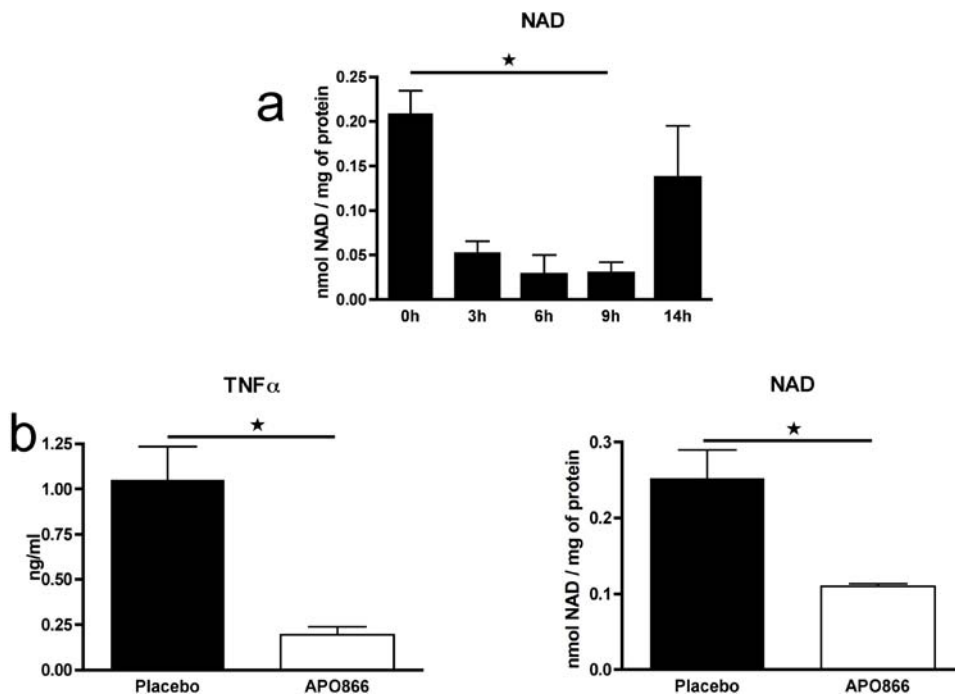 NAD
★
a
nmol NAD / mg of protein
0.25
0.20
0.15
0.10
0.05
0.00
0h 3h 6h 9h 14h
b
TNFα
★
ng/ml
1.25
1.00
0.75
0.50
0.25
0.00
Placebo APO866
NAD
★
nmol NAD / mg of protein
0.3
0.2
0.1
0.0
Placebo APO866